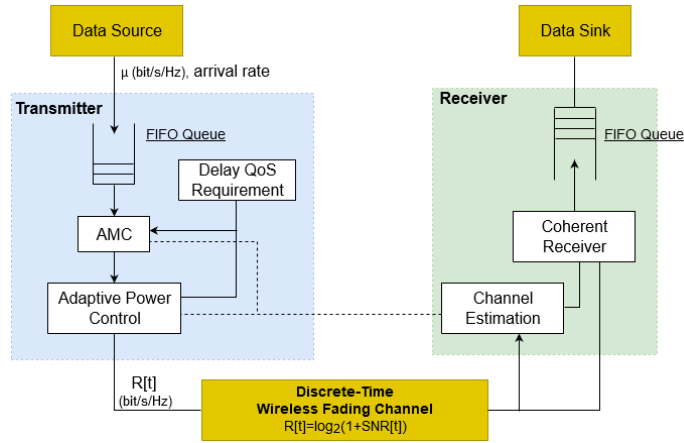 Data Source
Data Sink
μ (bit/s/Hz), arrival rate
Transmitter
Receiver
FIFO Queue
FIFO Queue
Delay QoS
Requirement
AMC
Coherent
Receiver
Adaptive Power
Control
Channel
Estimation
R[t]
(bit/s/Hz)
Discrete-Time
Wireless Fading Channel
R[t]=log₂(1+SNR[t])